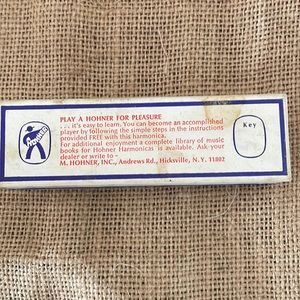 PLAY A HOHNER FOR PLEASURE
. . . it's easy to learn. You can become an accomplished
player by following the simple steps in the instructions
provided FREE with this harmonica.
For additional enjoyment a complete library of music
books for Hohner Harmonicas is available. Ask your
dealer or write to -
M. HOHNER, INC., Andrews Rd., Hicksville, N.Y. 11802
Key
HOHNER